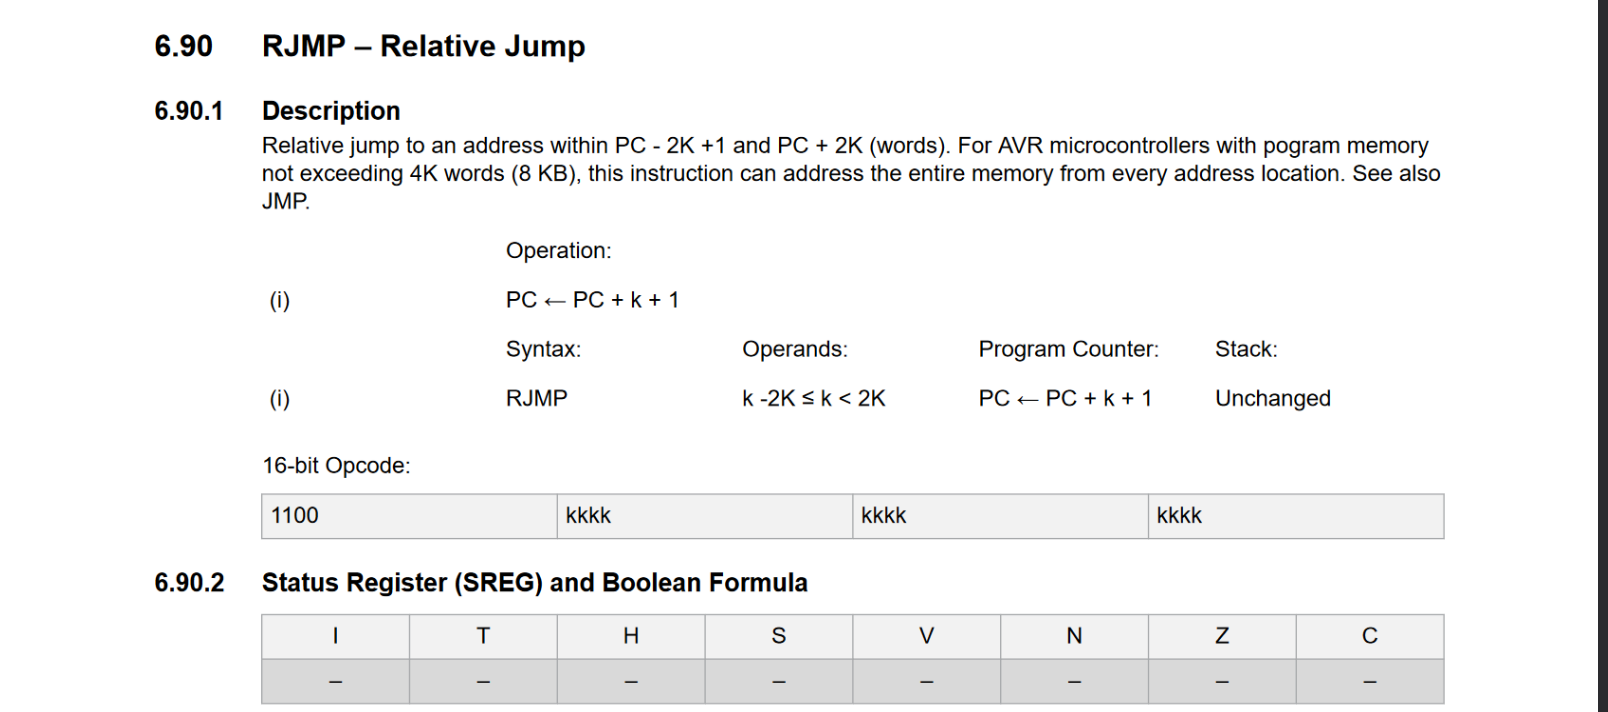 6.90 RJMP – Relative Jump
6.90.1 Description
Relative jump to an address within PC - 2K +1 and PC + 2K (words). For AVR microcontrollers with pogram memory
not exceeding 4K words (8 KB), this instruction can address the entire memory from every address location. See also
JMP.
Operation:
(i) PC ← PC + k + 1
Syntax: Operands: Program Counter: Stack:
(i) RJMP k -2K ≤ k < 2K PC ← PC + k + 1 Unchanged
16-bit Opcode:
1100 kkkk kkkk kkkk
6.90.2 Status Register (SREG) and Boolean Formula
I T H S V N Z C
– – – – – – – –